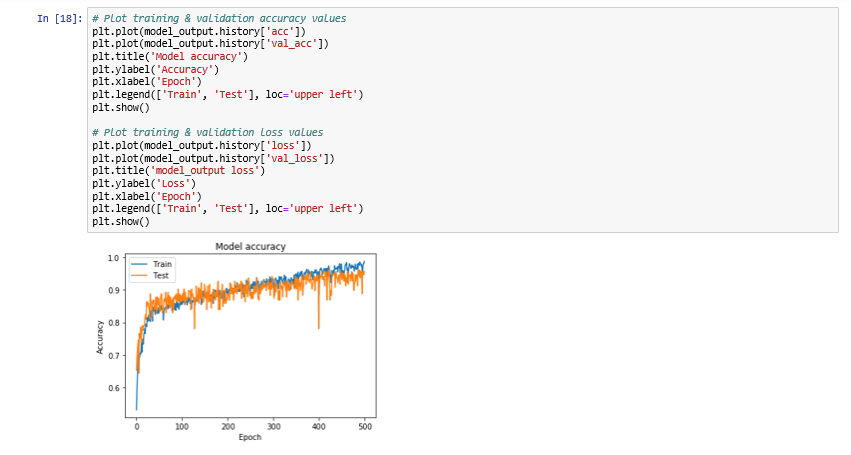 In [18]: # Plot training & validation accuracy values
plt.plot(model_output.history['acc'])
plt.plot(model_output.history['val_acc'])
plt.title('Model accuracy')
plt.ylabel('Accuracy')
plt.xlabel('Epoch')
plt.legend(['Train', 'Test'], loc='upper left')
plt.show()
# Plot training & validation loss values
plt.plot(model_output.history['loss'])
plt.plot(model_output.history['val_loss'])
plt.title('model_output loss')
plt.ylabel('Loss')
plt.xlabel('Epoch')
plt.legend(['Train', 'Test'], loc='upper left')
plt.show()
Model accuracy
Train
Test
1.0
0.9
0.8
0.7
0.6
Accuracy
0 100 200 300 400 500
Epoch